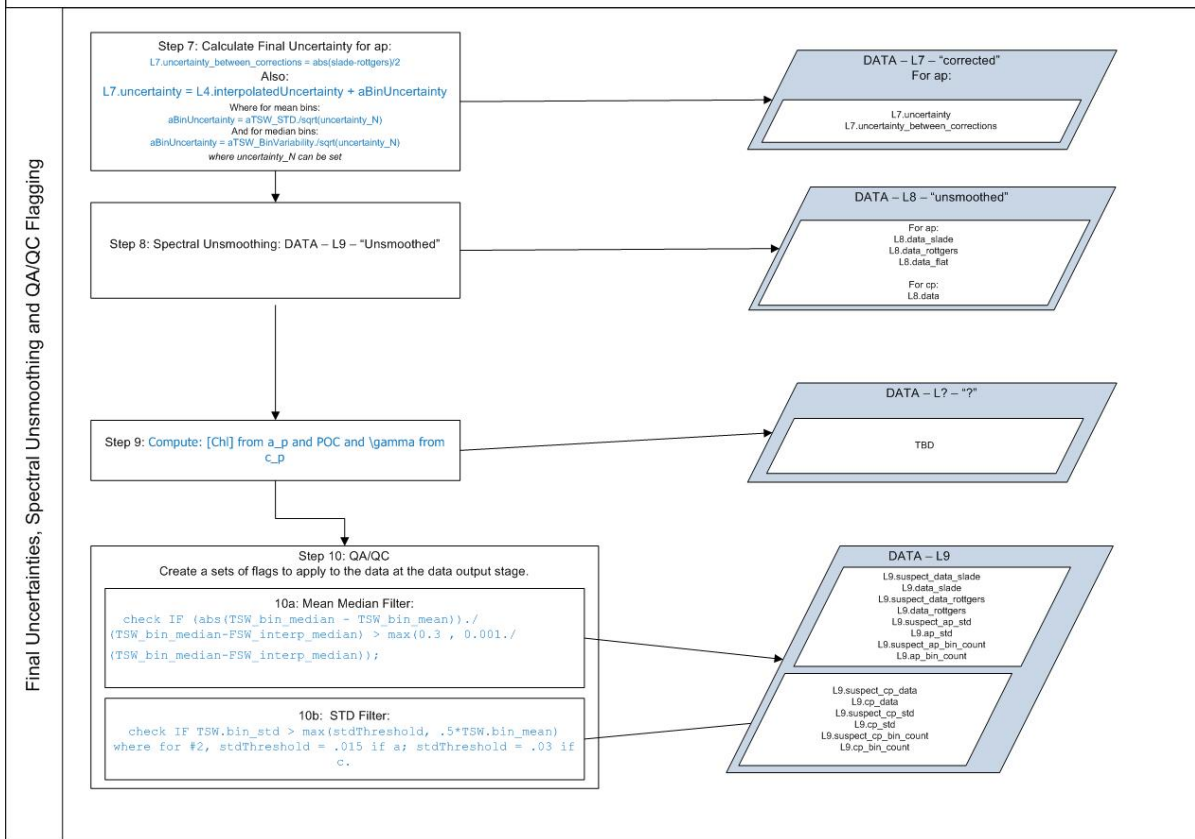 Final Uncertainties, Spectral Unsmoothing and QA/QC Flagging
Step 7: Calculate Final Uncertainty for ap:
L7.uncertainty_between_corrections = abs(slade-rottgers)/2
Also:
L7.uncertainty = L4.interpolatedUncertainty + aBinUncertainty
Where for mean bins:
aBinUncertainty = aTSW_STD./sqrt(uncertainty_N)
And for median bins:
aBinUncertainty = aTSW_BinVariability./sqrt(uncertainty_N)
where uncertainty_N can be set
DATA – L7 – “corrected”
For ap:
L7.uncertainty
L7.uncertainty_between_corrections
Step 8: Spectral Unsmoothing: DATA – L9 – “Unsmoothed”
DATA – L8 – “unsmoothed”
For ap:
L8.data_slade
L8.data_rottgers
L8.data_flat
For cp:
L8.data
Step 9: Compute: [Chl] from a_p and POC and \gamma from
c_p
DATA – L? – “?”
TBD
Step 10: QA/QC
Create a sets of flags to apply to the data at the data output stage.
10a: Mean Median Filter:
check IF (abs(TSW_bin_median - TSW_bin_mean))./
(TSW_bin_median-FSW_interp_median) > max(0.3 , 0.001./
(TSW_bin_median-FSW_interp_median));
10b: STD Filter:
check IF TSW.bin_std > max(stdThreshold, .5*TSW.bin_mean)
where for #2, stdThreshold = .015 if a; stdThreshold = .03 if
c.
DATA – L9
L9.suspect_data_slade
L9.data_slade
L9.suspect_data_rottgers
L9.data_rottgers
L9.suspect_ap_std
L9.ap_std
L9.suspect_ap_bin_count
L9.ap_bin_count
L9.suspect_cp_data
L9.cp_data
L9.suspect_cp_std
L9.cp_std
L9.suspect_cp_bin_count
L9.cp_bin_count